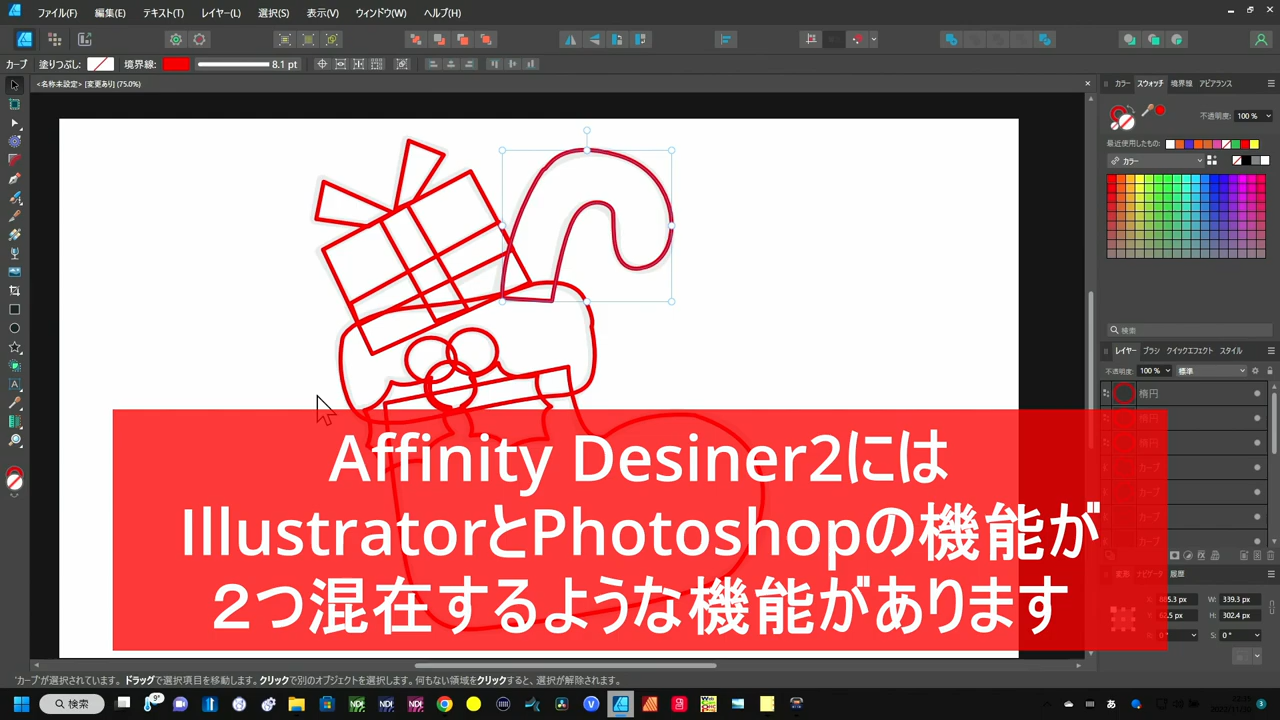 ファイル(F) 編集(E) テキスト(T) レイヤー(L) 選択(S) 表示(V) ウィンドウ(W) ヘルプ(H)
カーブ 塗りつぶし: 境界線: 8.1 pt
<名称未設定> [変更あり] (75.0%)
カラー スウォッチ 境界線 アピアランス
不透明度: 100 %
最近使用したもの:
カラー
検索
レイヤー ブラシ クイックエフェクト スタイル
不透明度: 100 % 標準
楕円
楕円
楕円
カーブ
カーブ
カーブ
変形 ナビゲータ 履歴
W: 339.3 px
H: 302.4 px
S: 0 °
Affinity Desiner2には
IllustratorとPhotoshopの機能が
２つ混在するような機能があります
'カーブ'が選択されています。 ドラッグで選択項目を移動します。クリックで別のオブジェクトを選択します。何もない領域をクリックすると、選択が解除されます。
9°
検索
あ